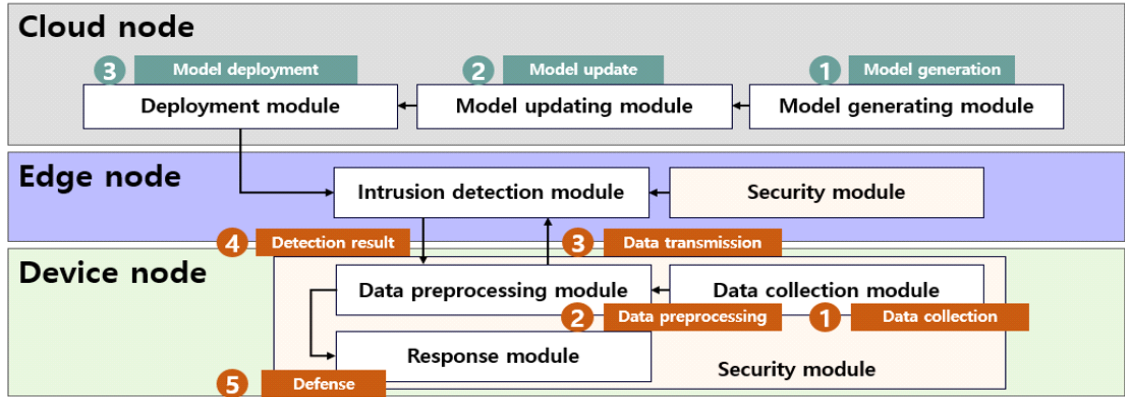 Cloud node
3 Model deployment
2 Model update
1 Model generation
Deployment module
Model updating module
Model generating module
Edge node
Intrusion detection module
Security module
4 Detection result
3 Data transmission
Device node
Data preprocessing module
Data collection module
2 Data preprocessing
1 Data collection
Response module
Security module
5 Defense